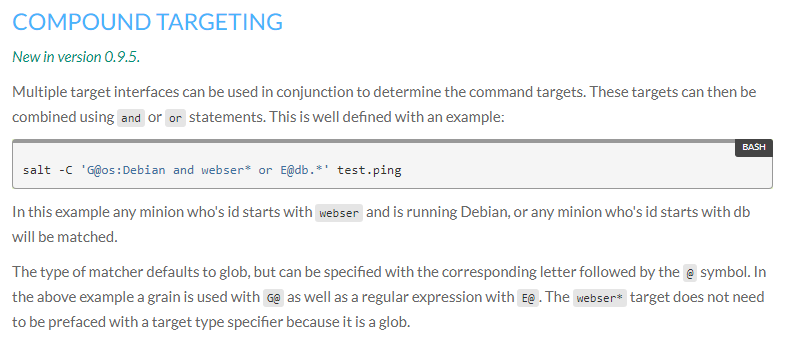 COMPOUND TARGETING
New in version 0.9.5.
Multiple target interfaces can be used in conjunction to determine the command targets. These targets can then be
combined using and or or statements. This is well defined with an example:
BASH
salt -C 'G@os:Debian and webser* or E@db.*' test.ping
In this example any minion who's id starts with webser and is running Debian, or any minion who's id starts with db
will be matched.
The type of matcher defaults to glob, but can be specified with the corresponding letter followed by the @ symbol. In
the above example a grain is used with G@ as well as a regular expression with E@. The webser* target does not need
to be prefaced with a target type specifier because it is a glob.